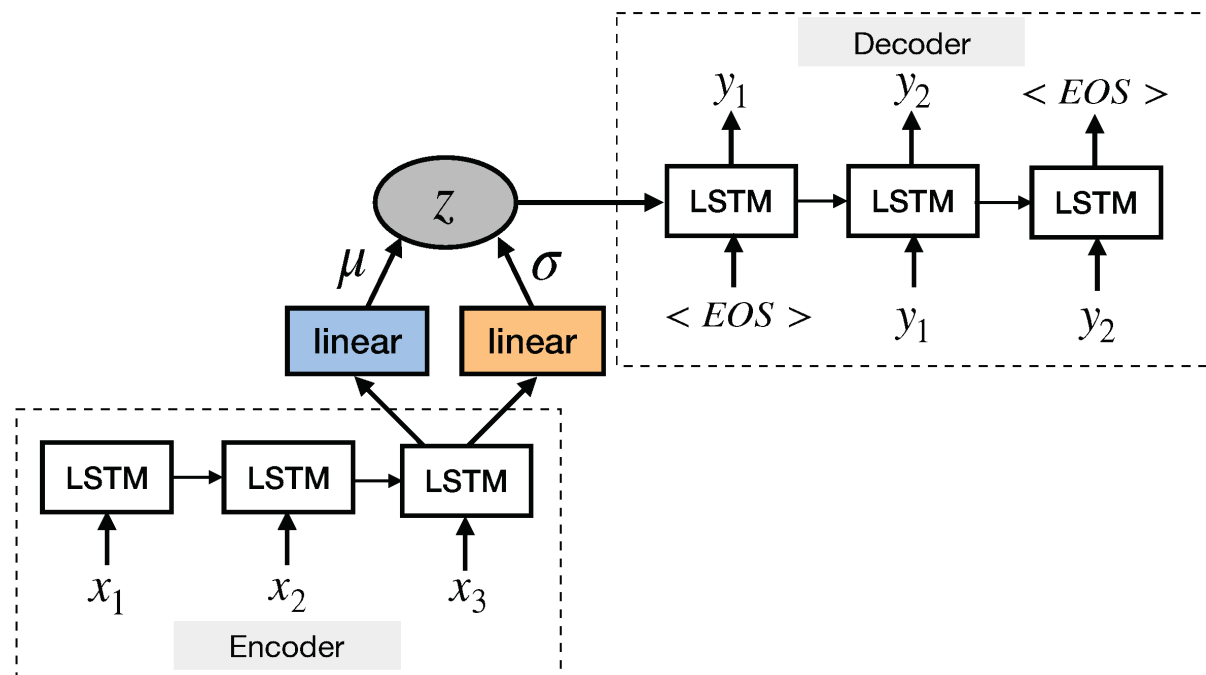 Decoder
y₁ y₂ < EOS >
z
LSTM LSTM LSTM
μ σ
< EOS > y₁ y₂
linear linear
LSTM LSTM LSTM
x₁ x₂ x₃
Encoder